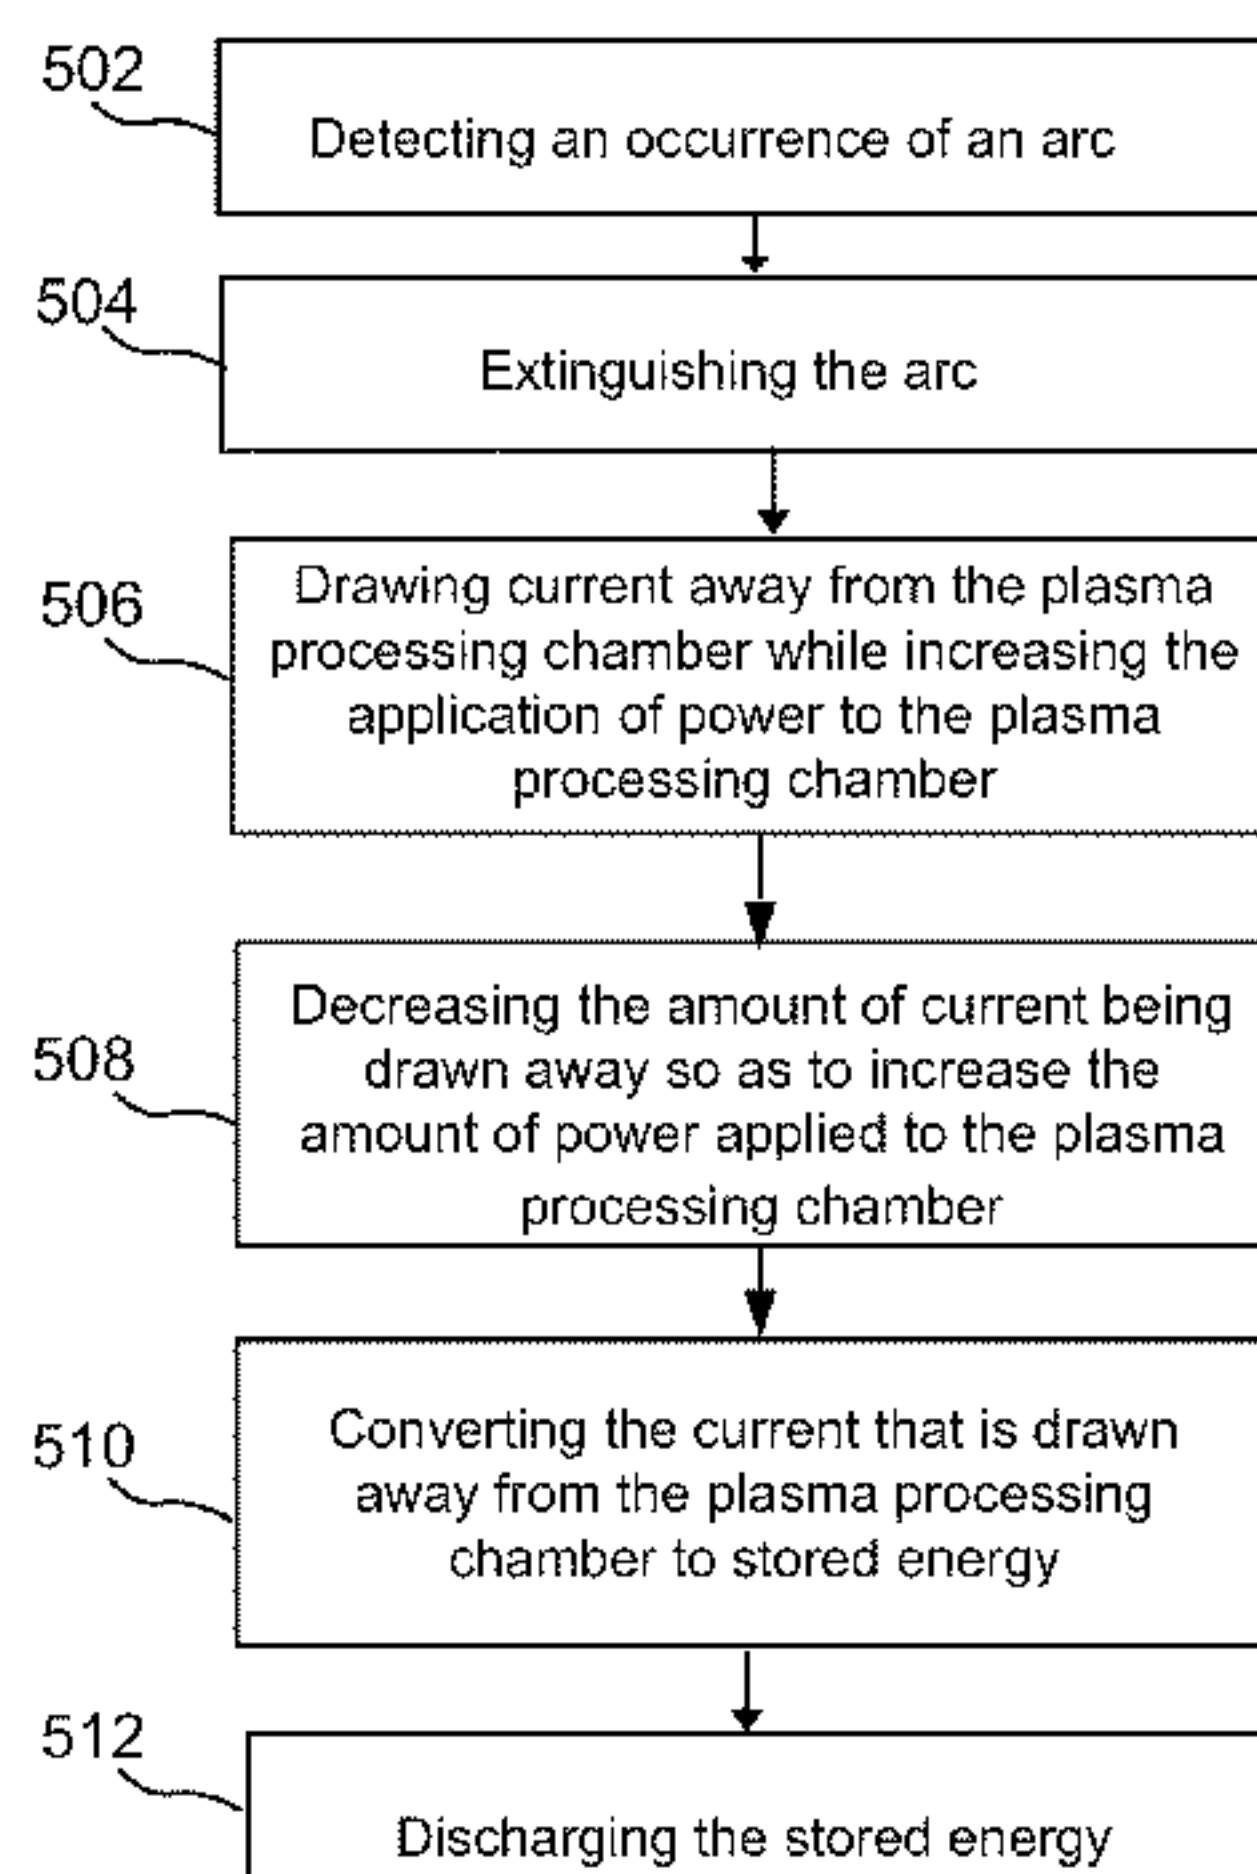 502
Detecting an occurrence of an arc
504
Extinguishing the arc
506
Drawing current away from the plasma
processing chamber while increasing the
application of power to the plasma
processing chamber
508
Decreasing the amount of current being
drawn away so as to increase the
amount of power applied to the plasma
processing chamber
510
Converting the current that is drawn
away from the plasma processing
chamber to stored energy
512
Discharging the stored energy